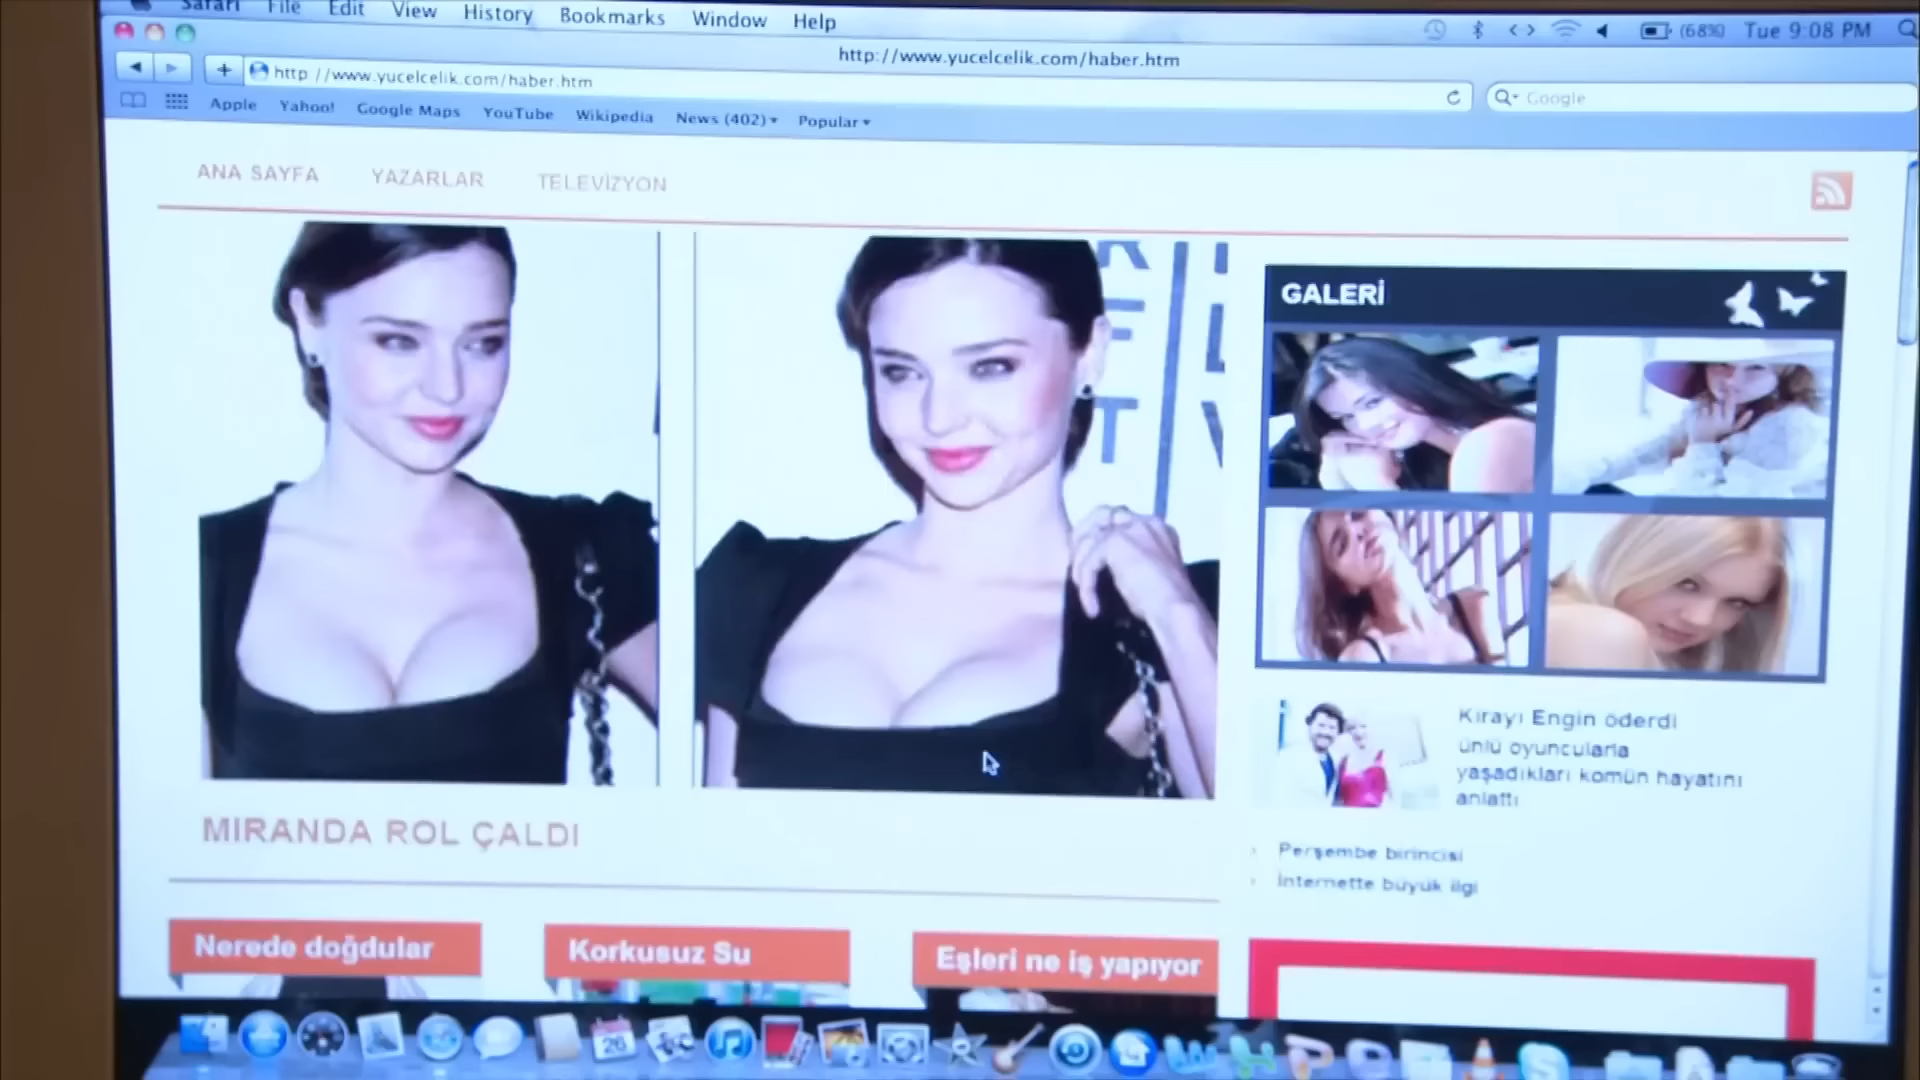 Safari File Edit View History Bookmarks Window Help
(68%) Tue 9:08 PM
http://www.yucelcelik.com/haber.htm
http://www.yucelcelik.com/haber.htm
Google
Apple Yahoo! Google Maps YouTube Wikipedia News (402) Popular
ANA SAYFA YAZARLAR TELEVİZYON
GALERİ
Kirayı Engin öderdi
ünlü oyuncularla
yaşadıkları komün hayatını
anlattı
MIRANDA ROL ÇALDI
Perşembe birincisi
İnternette büyük ilgi
Nerede doğdular
Korkusuz Su
Eşleri ne iş yapıyor
26